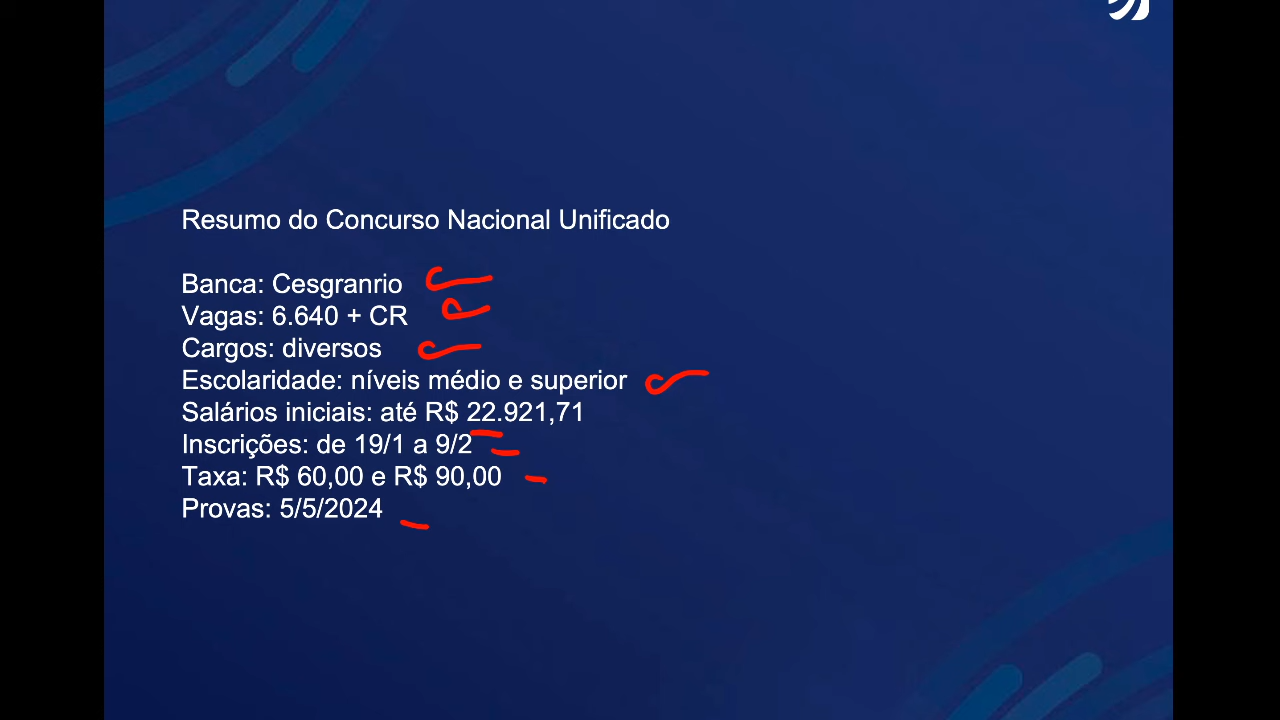 Resumo do Concurso Nacional Unificado
Banca: Cesgranrio
Vagas: 6.640 + CR
Cargos: diversos
Escolaridade: níveis médio e superior
Salários iniciais: até R$ 22.921,71
Inscrições: de 19/1 a 9/2
Taxa: R$ 60,00 e R$ 90,00
Provas: 5/5/2024